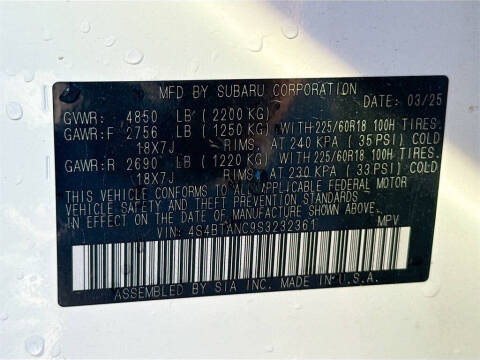 MFD BY SUBARU CORPORATION
DATE: 03/25
GVWR: 4850 LB (2200 KG)
GAWR:F 2756 LB (1250 KG) WITH 225/60R18 100H TIRES,
18X7J RIMS, AT 240 KPA (35 PSI) COLD
GAWR:R 2690 LB (1220 KG) WITH 225/60R18 100H TIRES,
18X7J RIMS, AT 230 KPA (33 PSI) COLD
THIS VEHICLE CONFORMS TO ALL APPLICABLE FEDERAL MOTOR
VEHICLE SAFETY AND THEFT PREVENTION STANDARDS
IN EFFECT ON THE DATE OF MANUFACTURE SHOWN ABOVE.
VIN: 4S4BTANC9S3232361 MPV
ASSEMBLED BY SIA INC. MADE IN U.S.A.